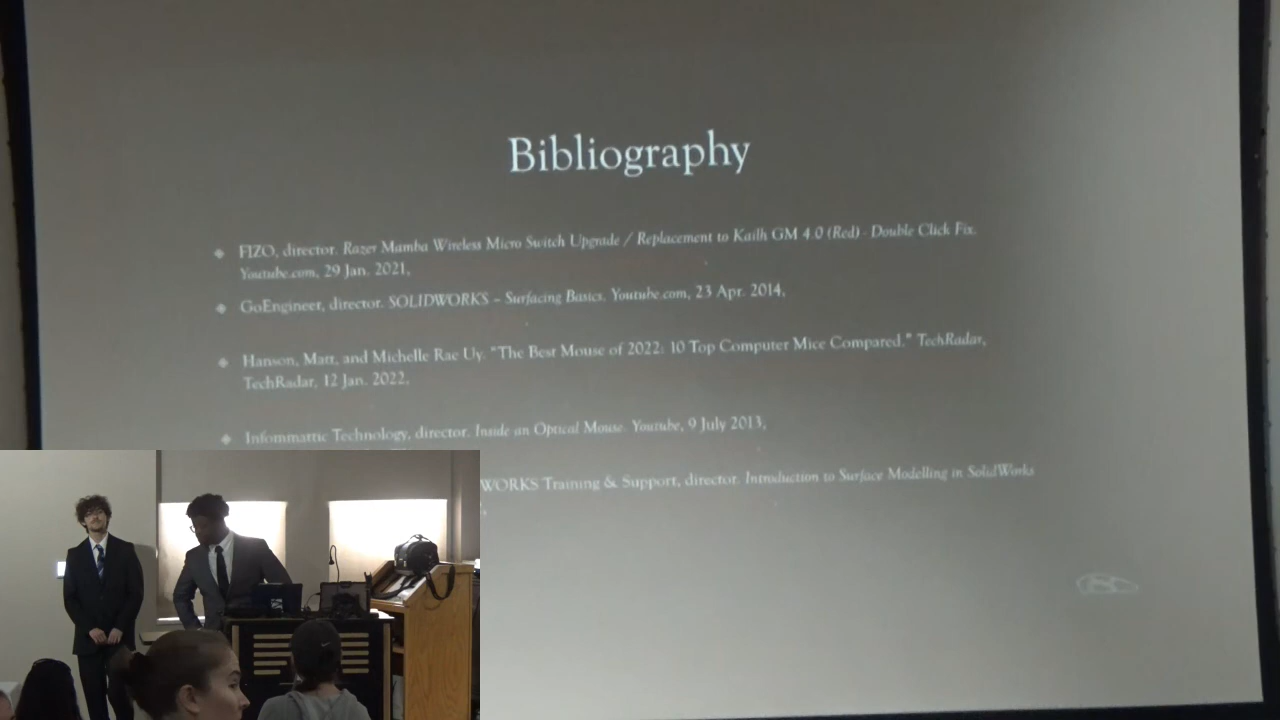 Bibliography
FIZO, director. Razer Mamba Wireless Micro Switch Upgrade / Replacement to Kailh GM 4.0 (Red) - Double Click Fix.
Youtube.com, 29 Jan. 2021,
GoEngineer, director. SOLIDWORKS – Surfacing Basics. Youtube.com, 23 Apr. 2014,
Hanson, Matt, and Michelle Rae Uy. "The Best Mouse of 2022: 10 Top Computer Mice Compared." TechRadar,
TechRadar, 12 Jan. 2022,
Informattic Technology, director. Inside an Optical Mouse. Youtube, 9 July 2013,
WORKS Training & Support, director. Introduction to Surface Modelling in SolidWorks